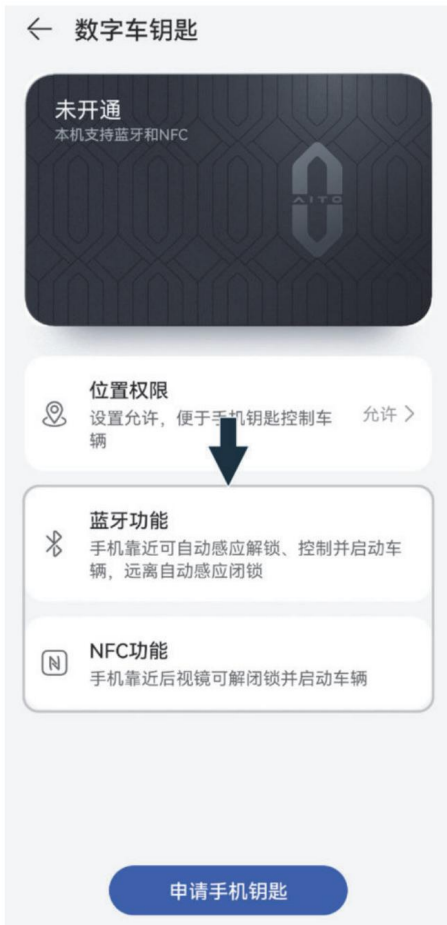 数字车钥匙
未开通
本机支持蓝牙和NFC
AITO
位置权限
设置允许，便于手机钥匙控制车
辆
允许
蓝牙功能
手机靠近可自动感应解锁、控制并启动车
辆，远离自动感应闭锁
NFC功能
手机靠近后视镜可解闭锁并启动车辆
申请手机钥匙